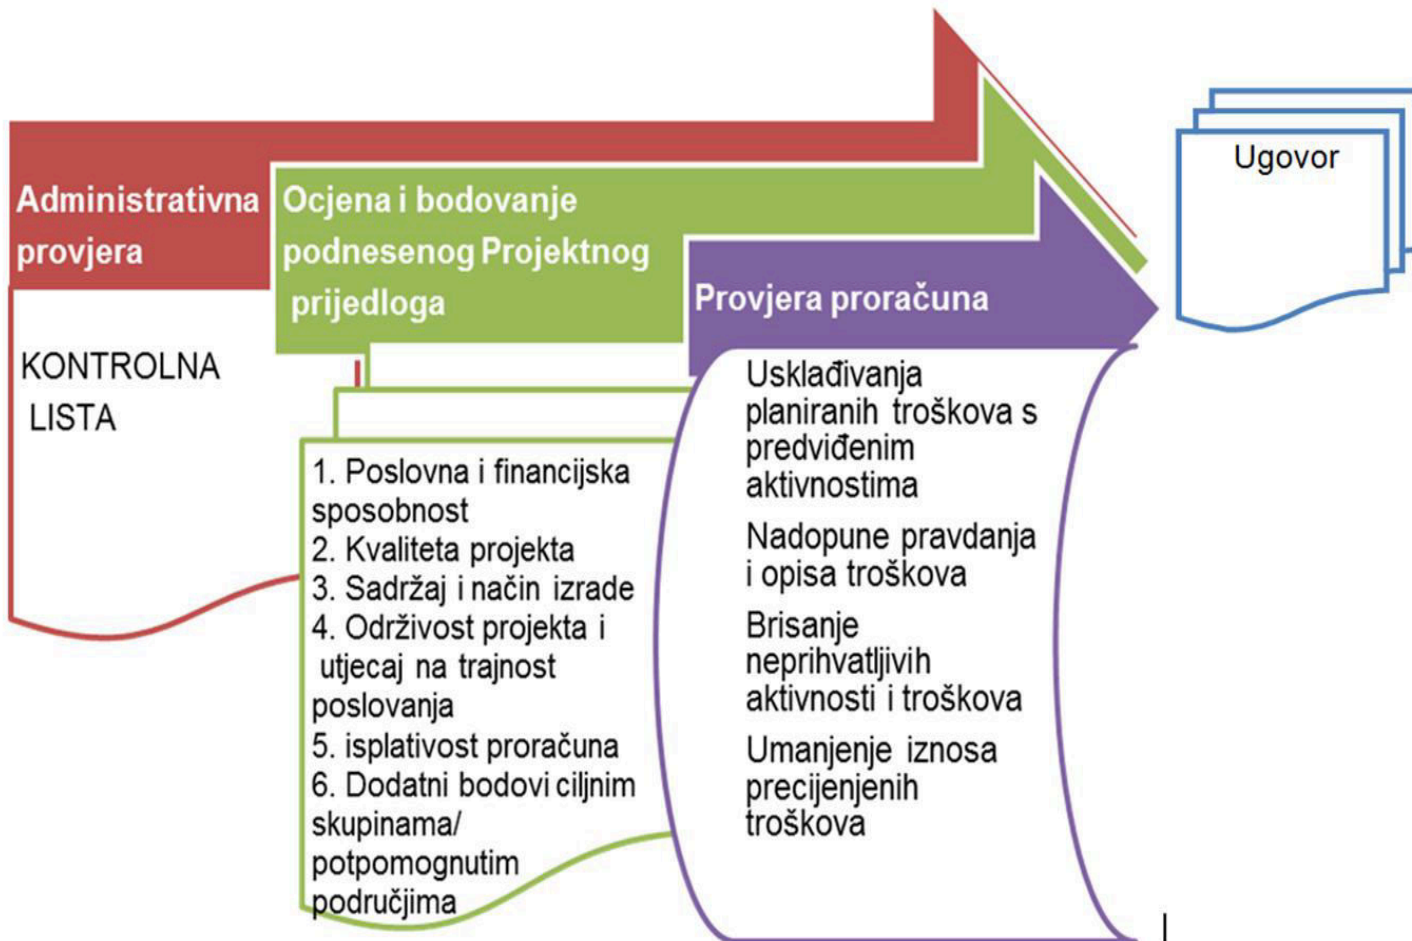 Administrativna
provjera
KONTROLNA
LISTA
Ocjena i bodovanje
podnesenog Projektnog
prijedloga
1. Poslovna i financijska
sposobnost
2. Kvaliteta projekta
3. Sadržaj i način izrade
4. Održivost projekta i
utjecaj na trajnost
poslovanja
5. isplativost proračuna
6. Dodatni bodovi ciljnim
skupinama/
potpomognutim
područjima
Provjera proračuna
Usklađivanja
planiranih troškova s
predviđenim
aktivnostima
Nadopune pravdanja
i opisa troškova
Brisanje
neprihvatljivih
aktivnosti i troškova
Umanjenje iznosa
precijenjenih
troškova
Ugovor